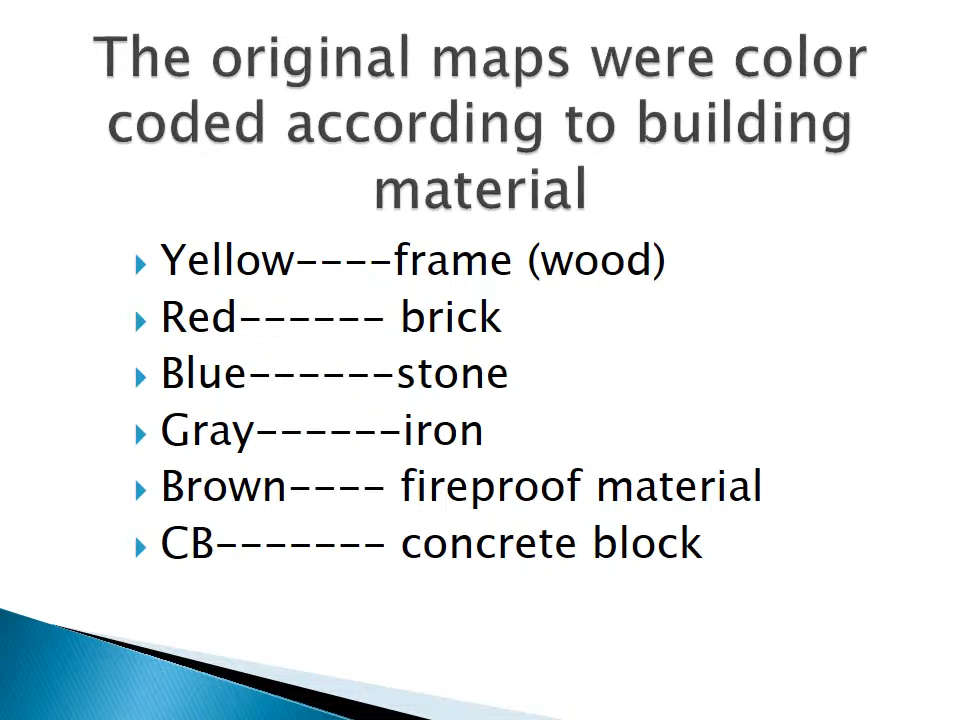 The original maps were color
coded according to building
material
Yellow----frame (wood)
Red------ brick
Blue------stone
Gray------iron
Brown---- fireproof material
CB------- concrete block